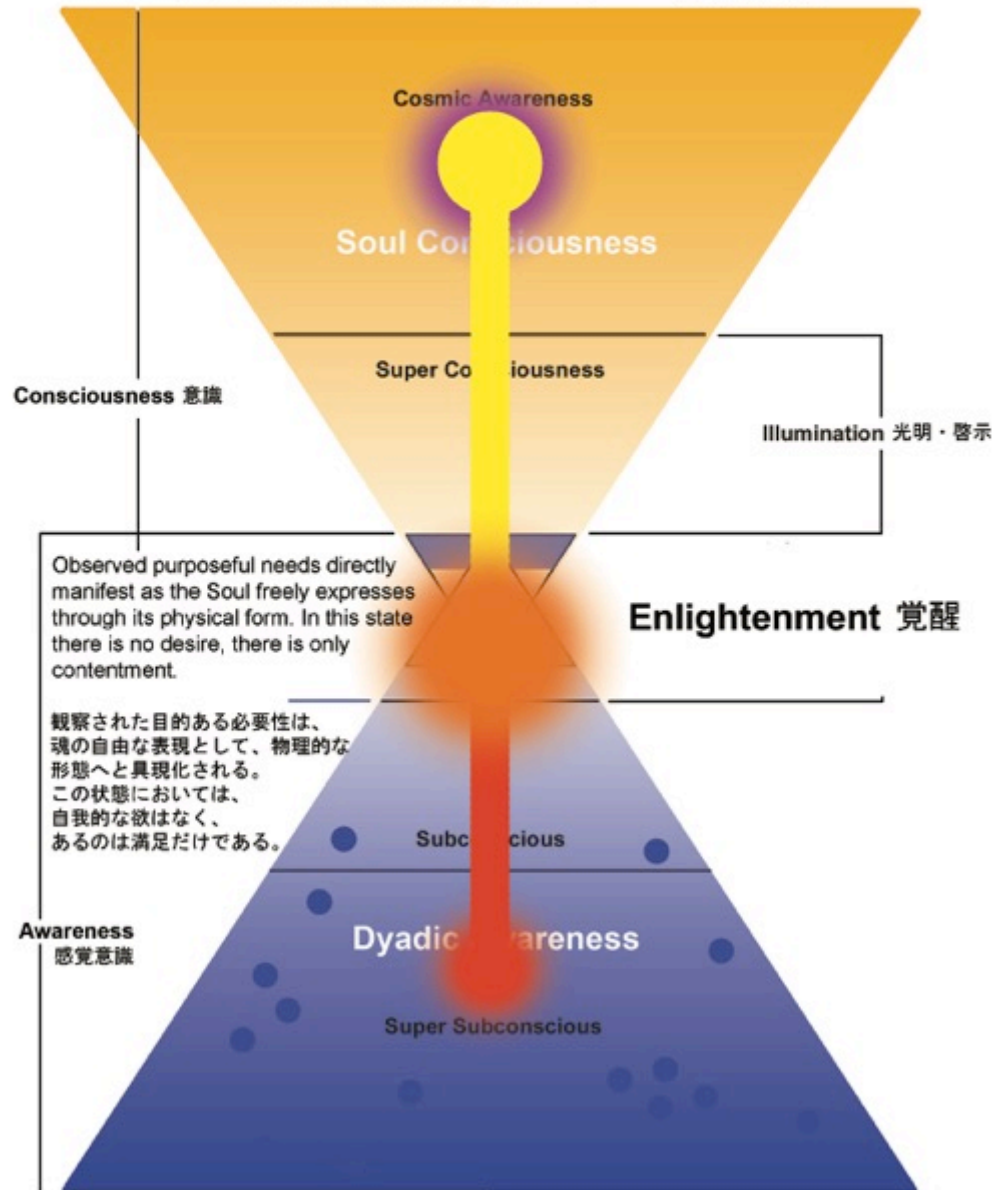 Cosmic Awareness
Soul Consciousness
Super Consciousness
Consciousness 意識
Illumination 光明・啓示
Observed purposeful needs directly
manifest as the Soul freely expresses
through its physical form. In this state
there is no desire, there is only
contentment.
Enlightenment 覚醒
観察された目的ある必要性は、
魂の自由な表現として、物理的な
形態へと具現化される。
この状態においては、
自我的な欲はなく、
あるのは満足だけである。
Subconscious
Awareness
感覚意識
Dyadic Awareness
Super Subconscious